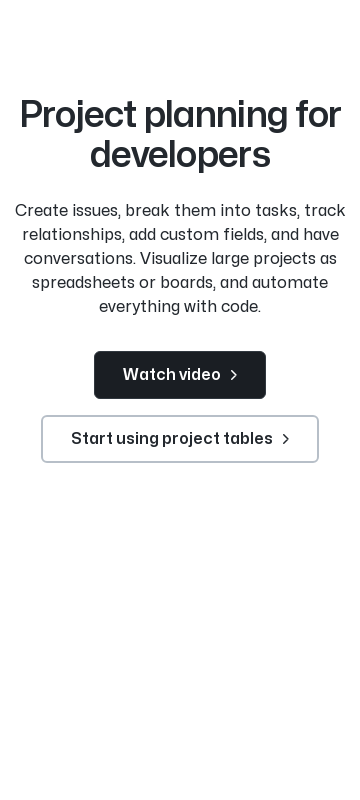 Project planning for
developers
Create issues, break them into tasks, track
relationships, add custom fields, and have
conversations. Visualize large projects as
spreadsheets or boards, and automate
everything with code.
Watch video
Start using project tables